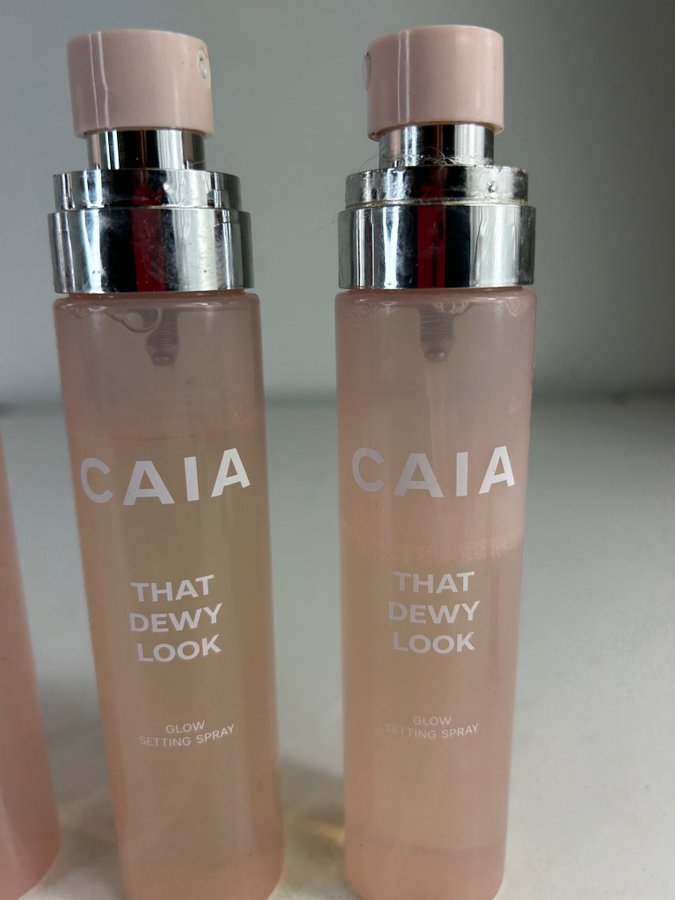 CAIA
THAT
DEWY
LOOK
GLOW
SETTING SPRAY
CAIA
THAT
DEWY
LOOK
GLOW
SETTING SPRAY